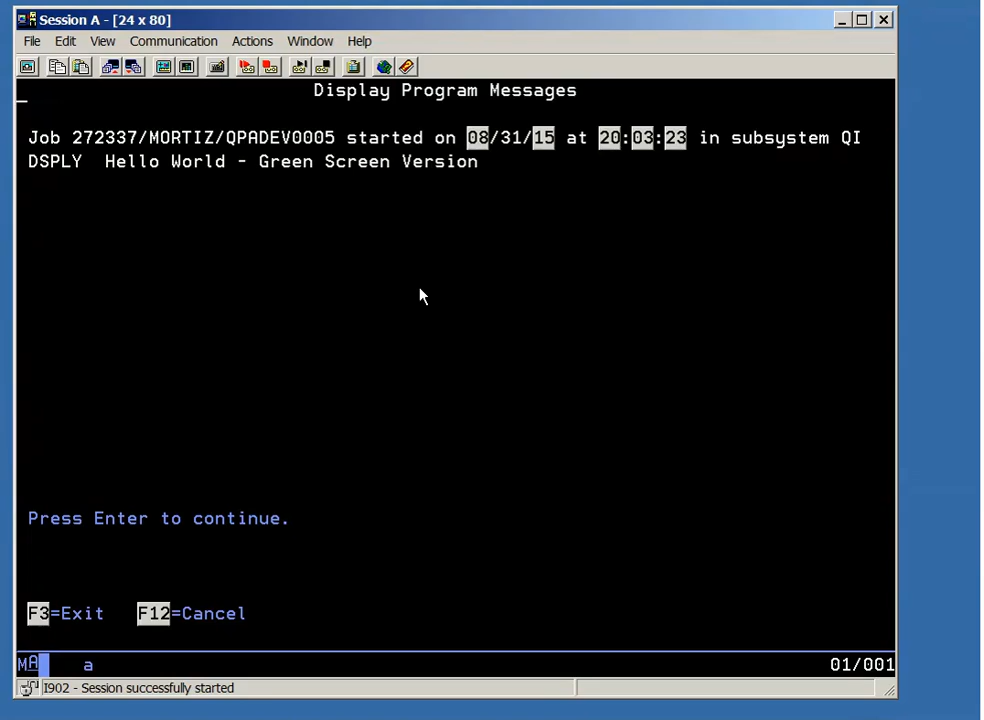 Session A - [24 x 80]
File Edit View Communication Actions Window Help
Display Program Messages
Job 272337/MORTIZ/QPADEV0005 started on 08/31/15 at 20:03:23 in subsystem QI
DSPLY  Hello World - Green Screen Version
Press Enter to continue.
F3=Exit   F12=Cancel
MA a 01/001
I902 - Session successfully started